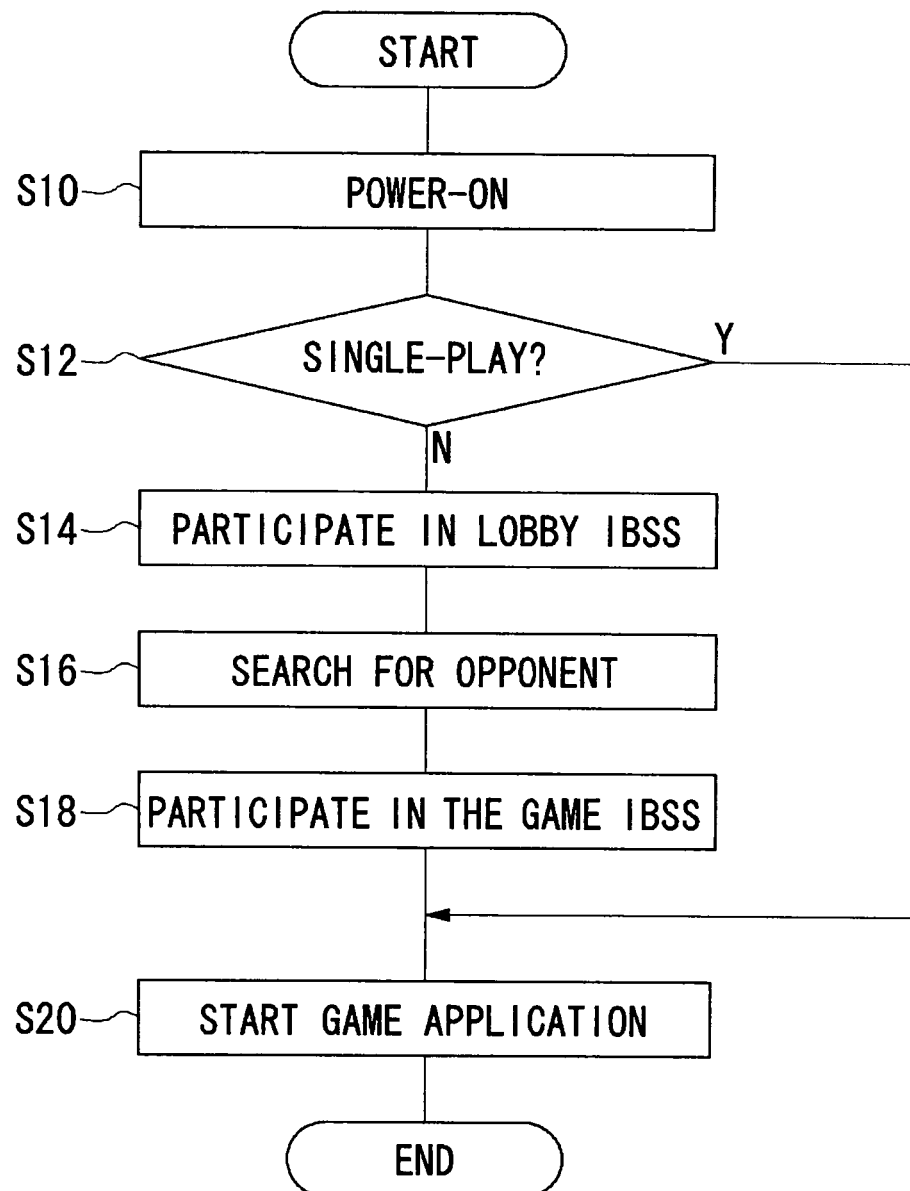 START
S10 POWER-ON
S12 SINGLE-PLAY? Y
N
S14 PARTICIPATE IN LOBBY IBSS
S16 SEARCH FOR OPPONENT
S18 PARTICIPATE IN THE GAME IBSS
S20 START GAME APPLICATION
END